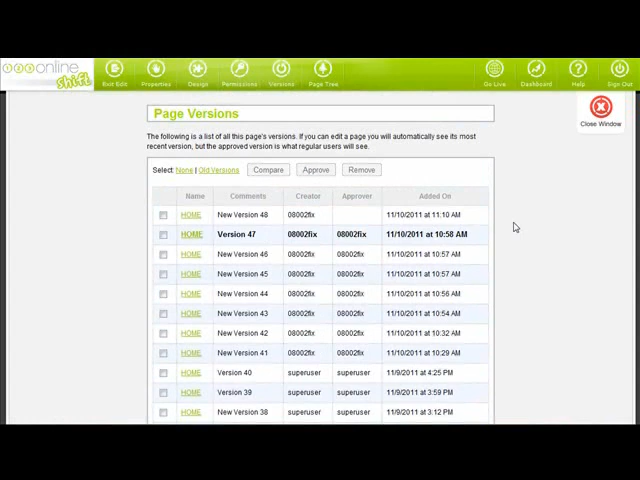 123online
shift
Exit Edit Properties Design Permissions Versions Page Tree Go Live Dashboard Help Sign Out
Close Window
Page Versions
The following is a list of all this page's versions. If you can edit a page you will automatically see its most
recent version, but the approved version is what regular users will see.
Select: None | Old Versions Compare Approve Remove
Name Comments Creator Approver Added On
HOME New Version 48 08002fix 11/10/2011 at 11:10 AM
HOME Version 47 08002fix 08002fix 11/10/2011 at 10:58 AM
HOME New Version 46 08002fix 08002fix 11/10/2011 at 10:57 AM
HOME New Version 45 08002fix 08002fix 11/10/2011 at 10:57 AM
HOME New Version 44 08002fix 08002fix 11/10/2011 at 10:56 AM
HOME New Version 43 08002fix 08002fix 11/10/2011 at 10:54 AM
HOME New Version 42 08002fix 08002fix 11/10/2011 at 10:32 AM
HOME New Version 41 08002fix 08002fix 11/10/2011 at 10:29 AM
HOME Version 40 superuser superuser 11/9/2011 at 4:25 PM
HOME Version 39 superuser superuser 11/9/2011 at 3:59 PM
HOME New Version 38 superuser superuser 11/9/2011 at 3:12 PM